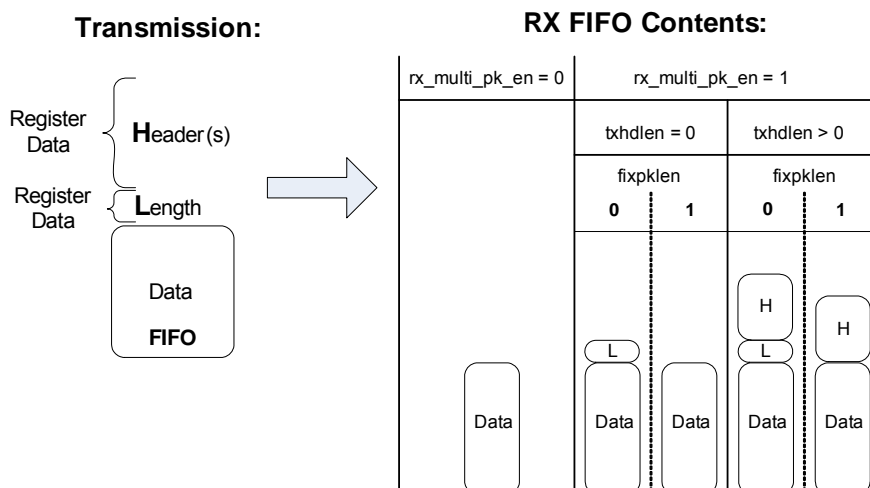 Transmission:
RX FIFO Contents:
rx_multi_pk_en = 0
rx_multi_pk_en = 1
Register
Data
Header(s)
txhdlen = 0
txhdlen > 0
Register
Data
Length
fixpklen
fixpklen
0
1
0
1
Data
FIFO
H
H
L
L
Data
Data
Data
Data
Data